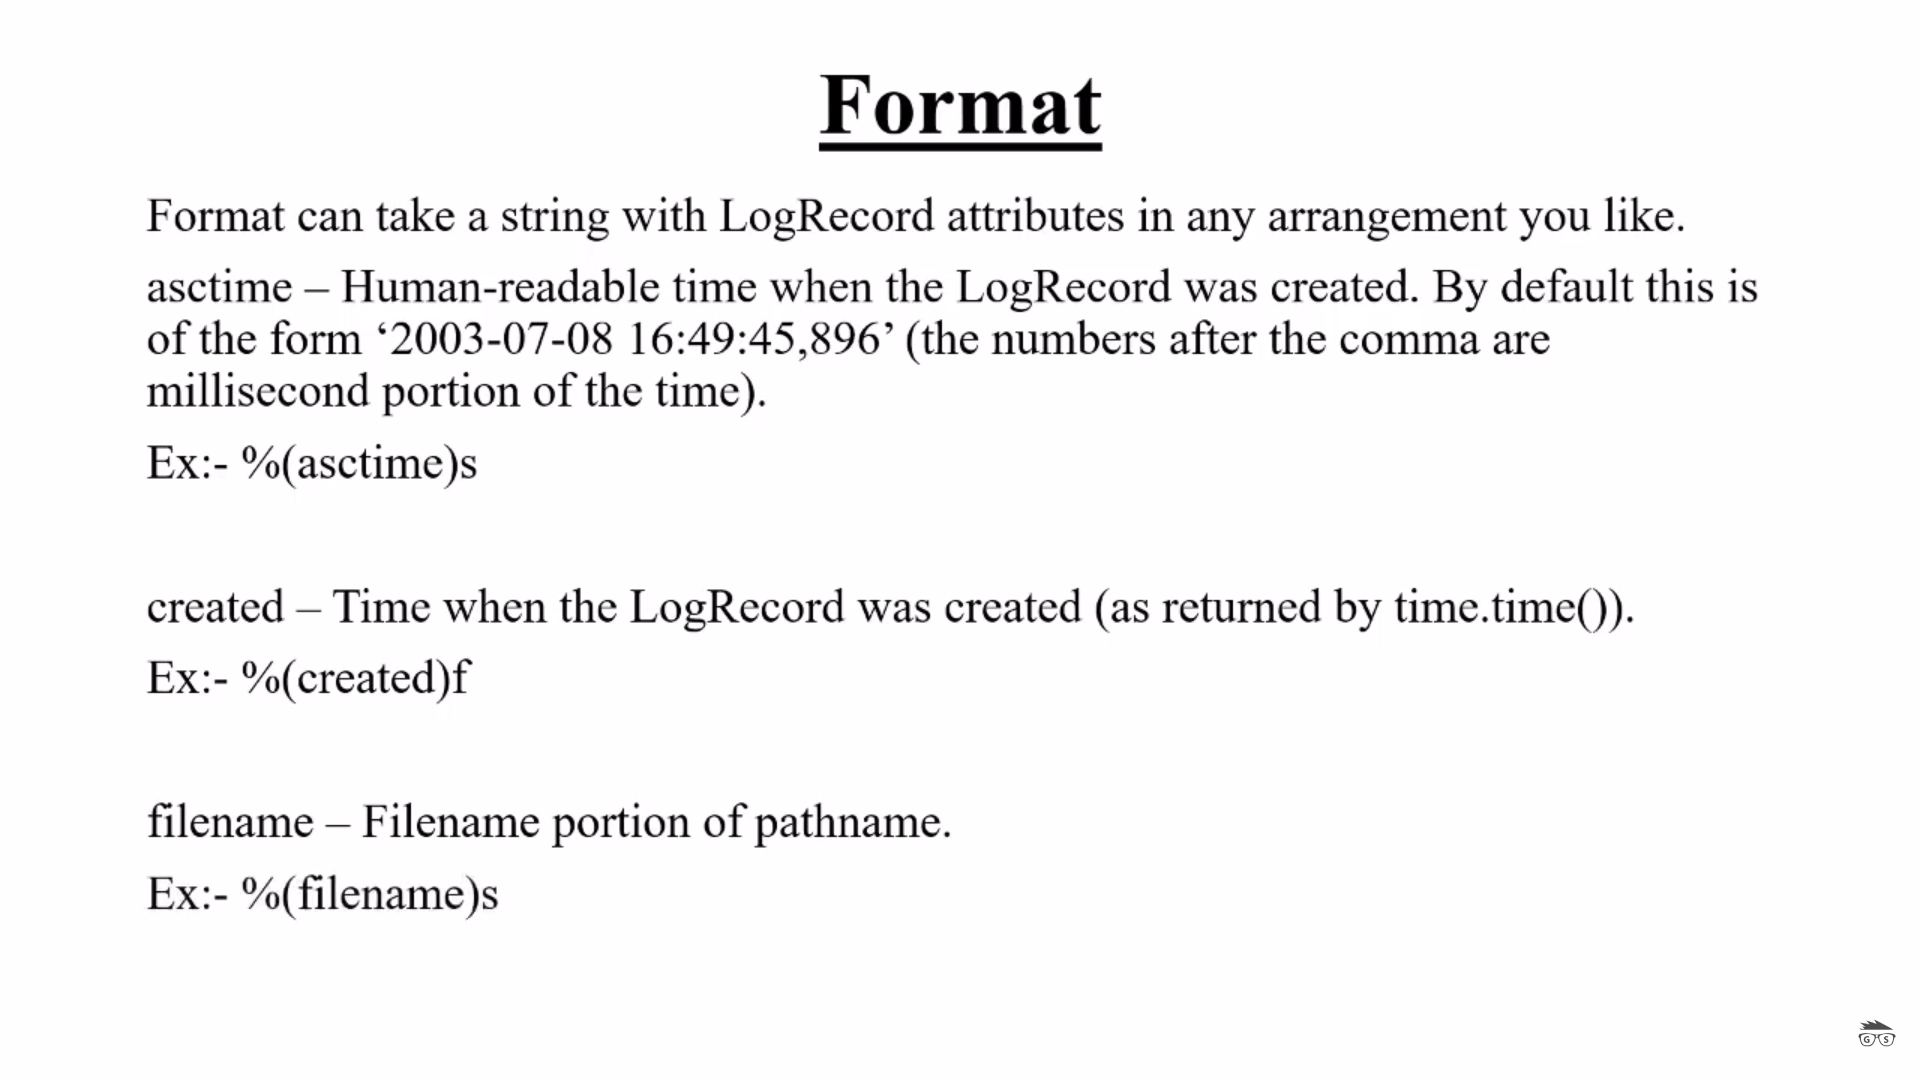 Format
Format can take a string with LogRecord attributes in any arrangement you like.
asctime – Human-readable time when the LogRecord was created. By default this is
of the form ‘2003-07-08 16:49:45,896’ (the numbers after the comma are
millisecond portion of the time).
Ex:- %(asctime)s
created – Time when the LogRecord was created (as returned by time.time()).
Ex:- %(created)f
filename – Filename portion of pathname.
Ex:- %(filename)s
G S